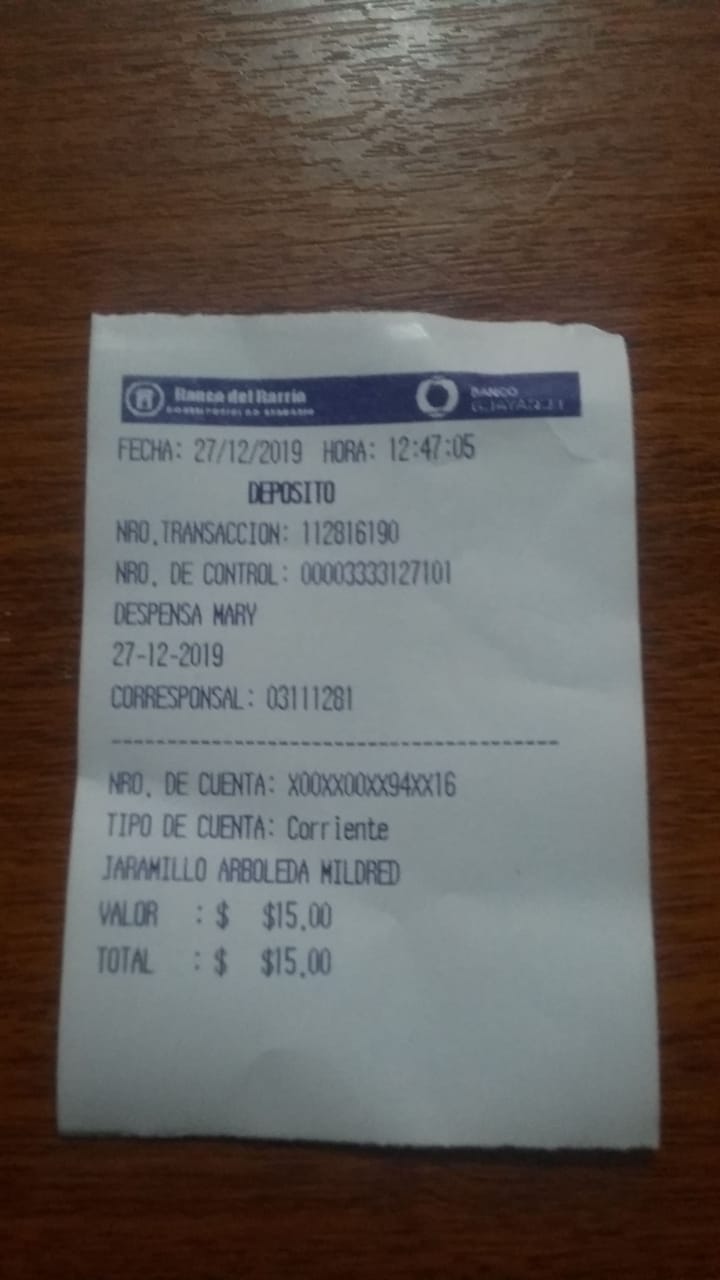 Banco del Barrio
BANCO
GUAYAQUIL
FECHA: 27/12/2019 HORA: 12:47:05
DEPOSITO
NRO.TRANSACCION: 112816190
NRO. DE CONTROL: 00003333127101
DESPENSA MARY
27-12-2019
CORRESPONSAL: 03111281
----------------------------------------
NRO. DE CUENTA: X00XX00XX94XX16
TIPO DE CUENTA: Corriente
JARAMILLO ARBOLEDA MILDRED
VALOR : $ $15,00
TOTAL : $ $15,00